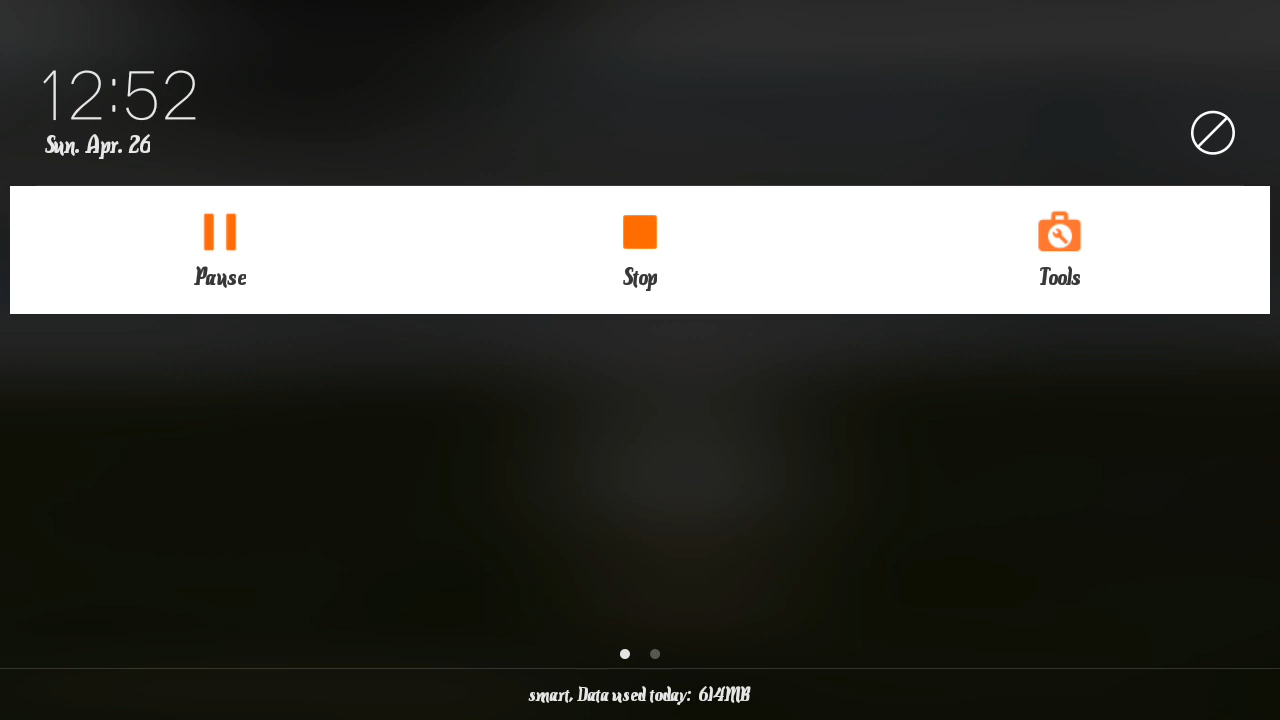 12:52
Sun. Apr. 26
Pause
Stop
Tools
smart, Data used today: 614MB